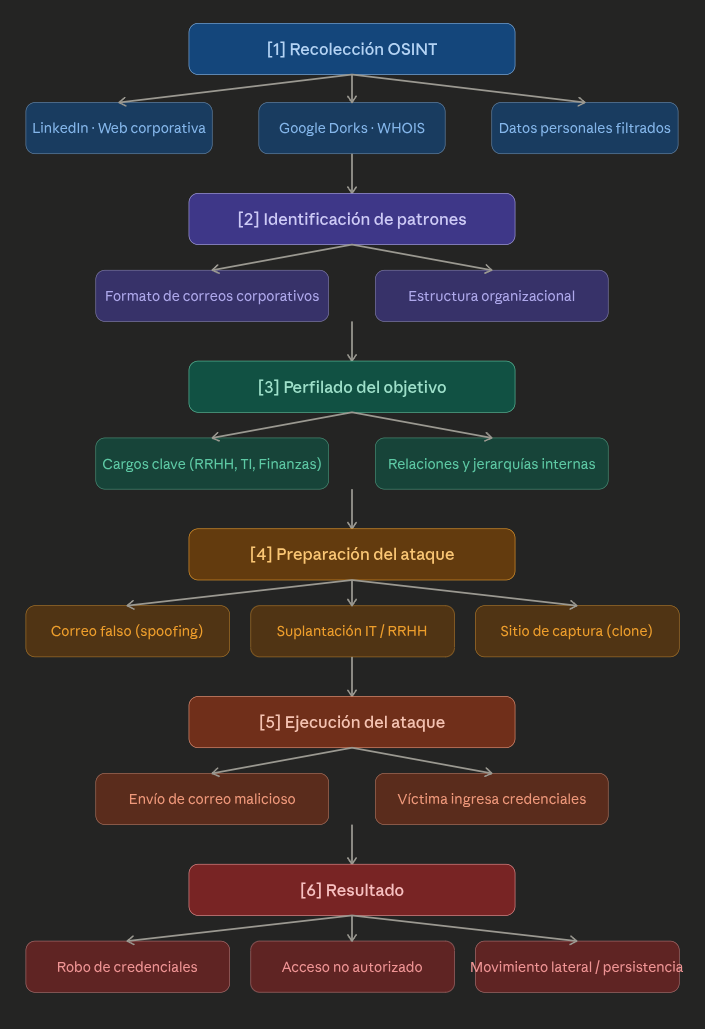 [1] Recolección OSINT
LinkedIn · Web corporativa
Google Dorks · WHOIS
Datos personales filtrados
[2] Identificación de patrones
Formato de correos corporativos
Estructura organizacional
[3] Perfilado del objetivo
Cargos clave (RRHH, TI, Finanzas)
Relaciones y jerarquías internas
[4] Preparación del ataque
Correo falso (spoofing)
Suplantación IT / RRHH
Sitio de captura (clone)
[5] Ejecución del ataque
Envío de correo malicioso
Víctima ingresa credenciales
[6] Resultado
Robo de credenciales
Acceso no autorizado
Movimiento lateral / persistencia